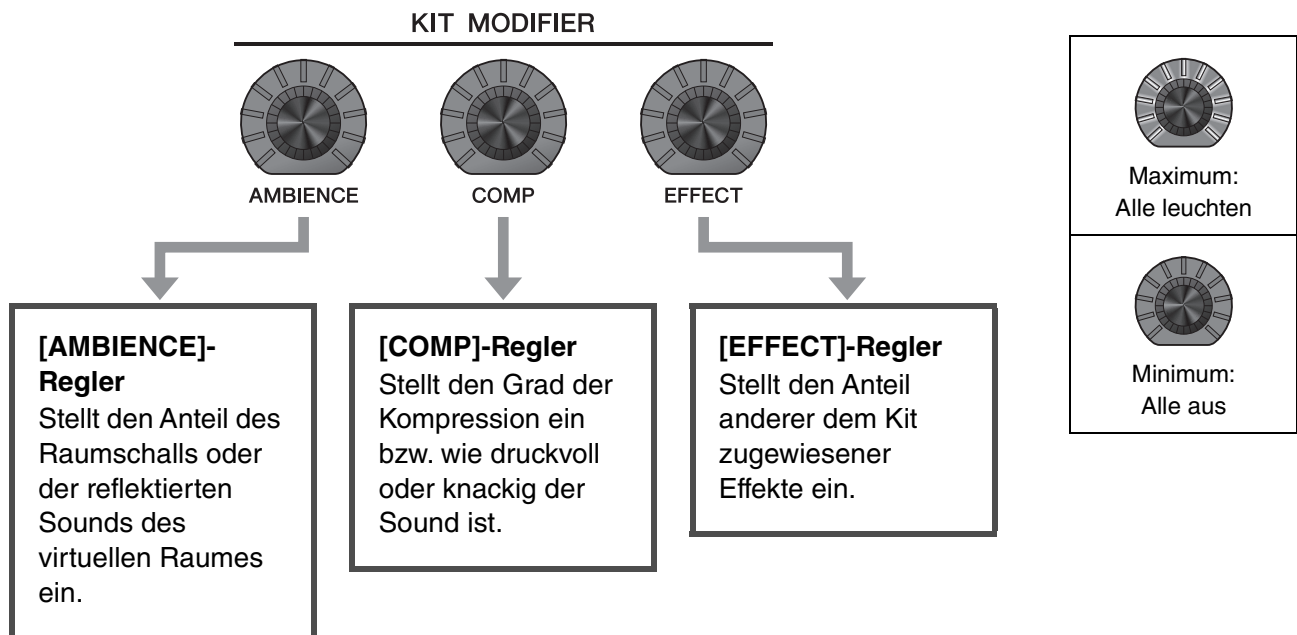 KIT MODIFIER
AMBIENCE
COMP
EFFECT
[AMBIENCE]-
Regler
Stellt den Anteil des
Raumschalls oder
der reflektierten
Sounds des
virtuellen Raumes
ein.
[COMP]-Regler
Stellt den Grad der
Kompression ein
bzw. wie druckvoll
oder knackig der
Sound ist.
[EFFECT]-Regler
Stellt den Anteil
anderer dem Kit
zugewiesener
Effekte ein.
Maximum:
Alle leuchten
Minimum:
Alle aus